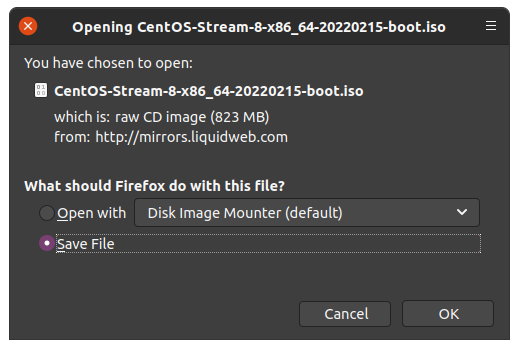 Opening CentOS-Stream-8-x86_64-20220215-boot.iso
You have chosen to open:
CentOS-Stream-8-x86_64-20220215-boot.iso
which is: raw CD image (823 MB)
from: http://mirrors.liquidweb.com
What should Firefox do with this file?
Open with Disk Image Mounter (default)
Save File
Cancel OK